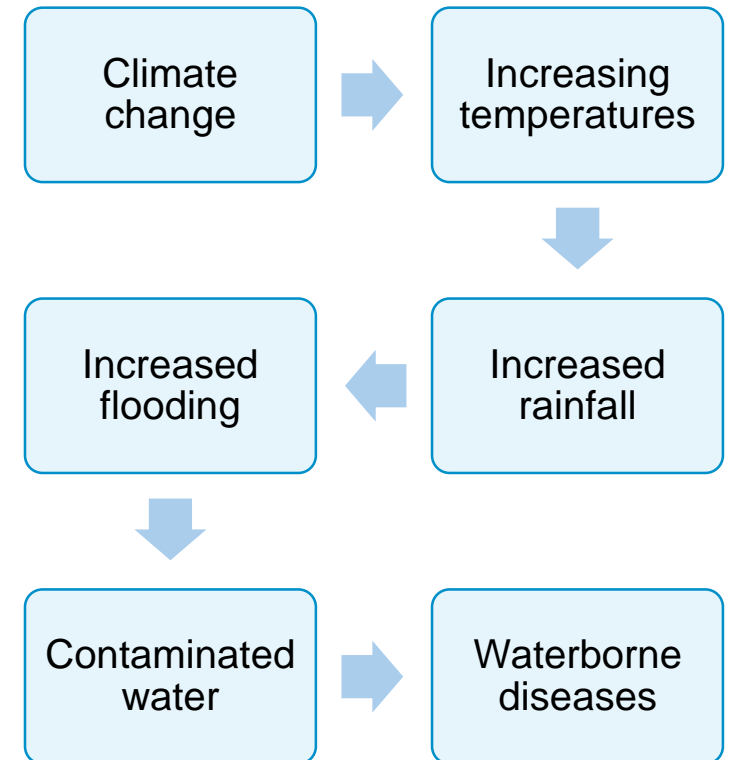 Climate
change
Increasing
temperatures
Increased
rainfall
Increased
flooding
Contaminated
water
Waterborne
diseases